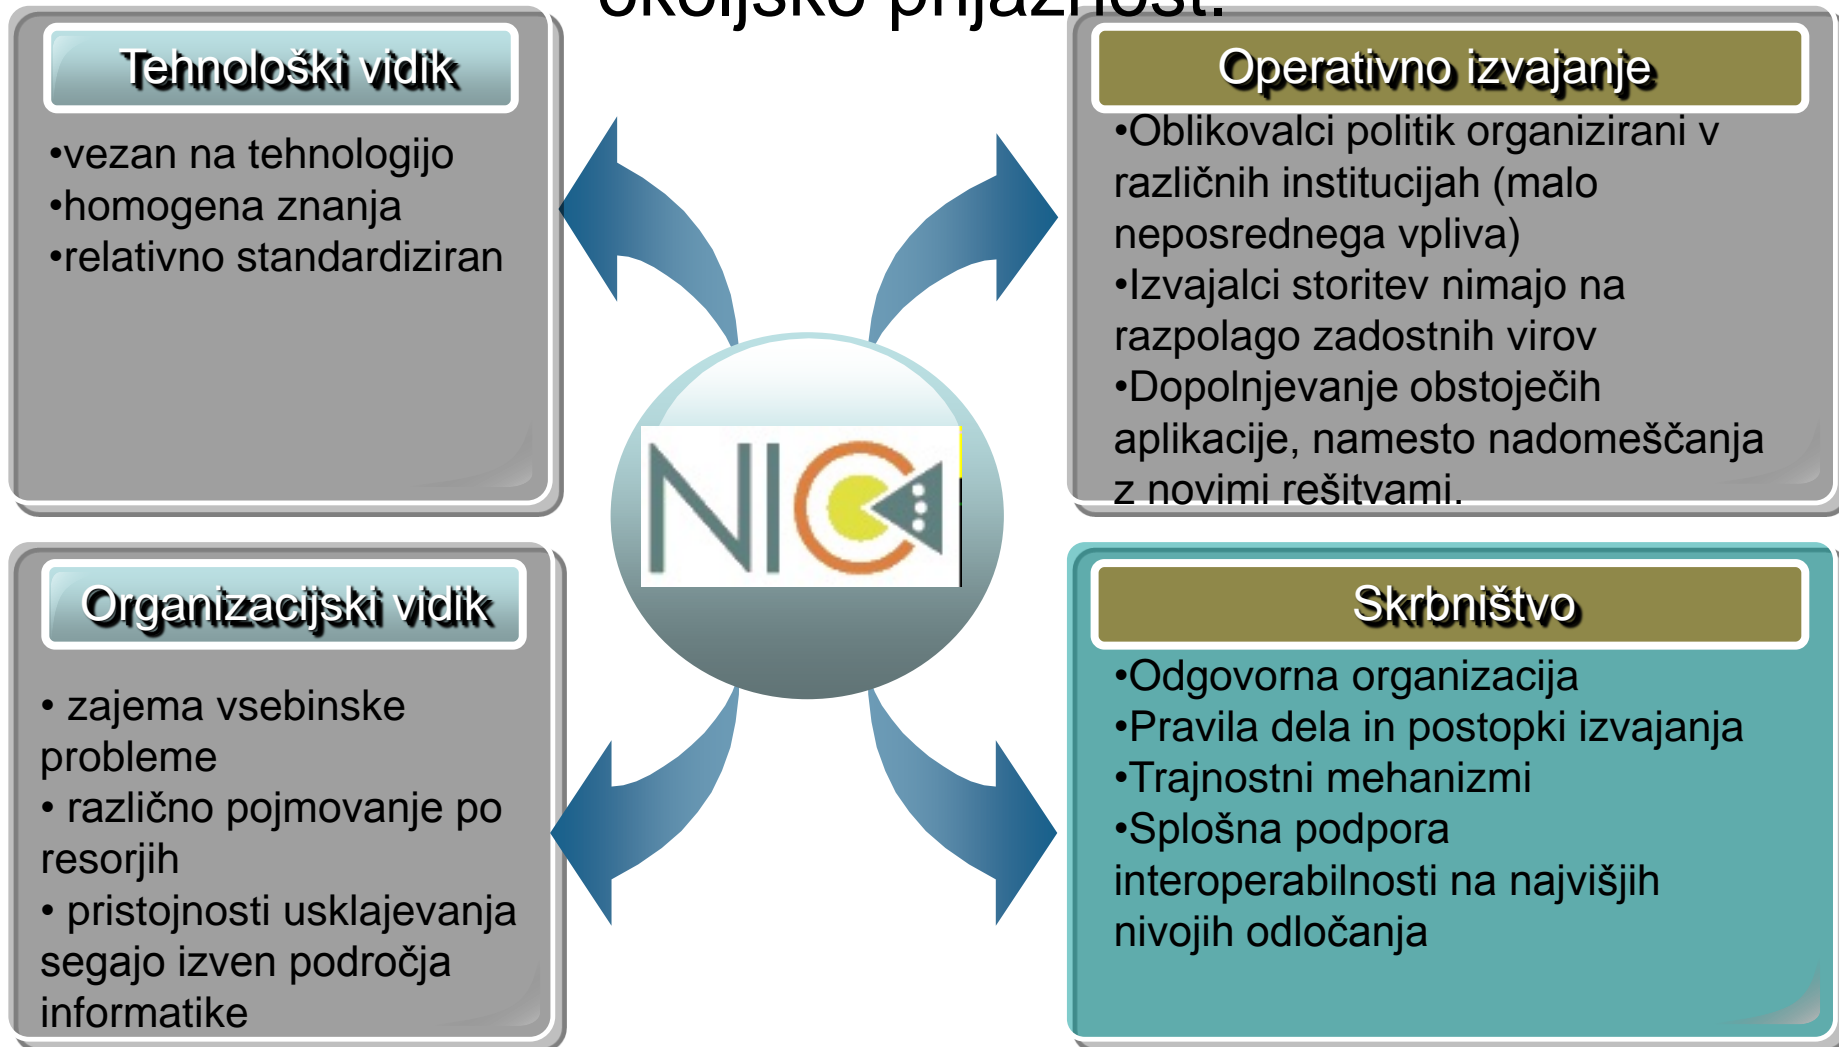 okoljsko prijaznost.
Tehnološki vidik
•vezan na tehnologijo
•homogena znanja
•relativno standardiziran
Operativno izvajanje
•Oblikovalci politik organizirani v
različnih institucijah (malo
neposrednega vpliva)
•Izvajalci storitev nimajo na
razpolago zadostnih virov
•Dopolnjevanje obstoječih
aplikacije, namesto nadomeščanja
z novimi rešitvami.
NIO
Organizacijski vidik
• zajema vsebinske
probleme
• različno pojmovanje po
resorjih
• pristojnosti usklajevanja
segajo izven področja
informatike
Skrbništvo
•Odgovorna organizacija
•Pravila dela in postopki izvajanja
•Trajnostni mehanizmi
•Splošna podpora
interoperabilnosti na najvišjih
nivojih odločanja